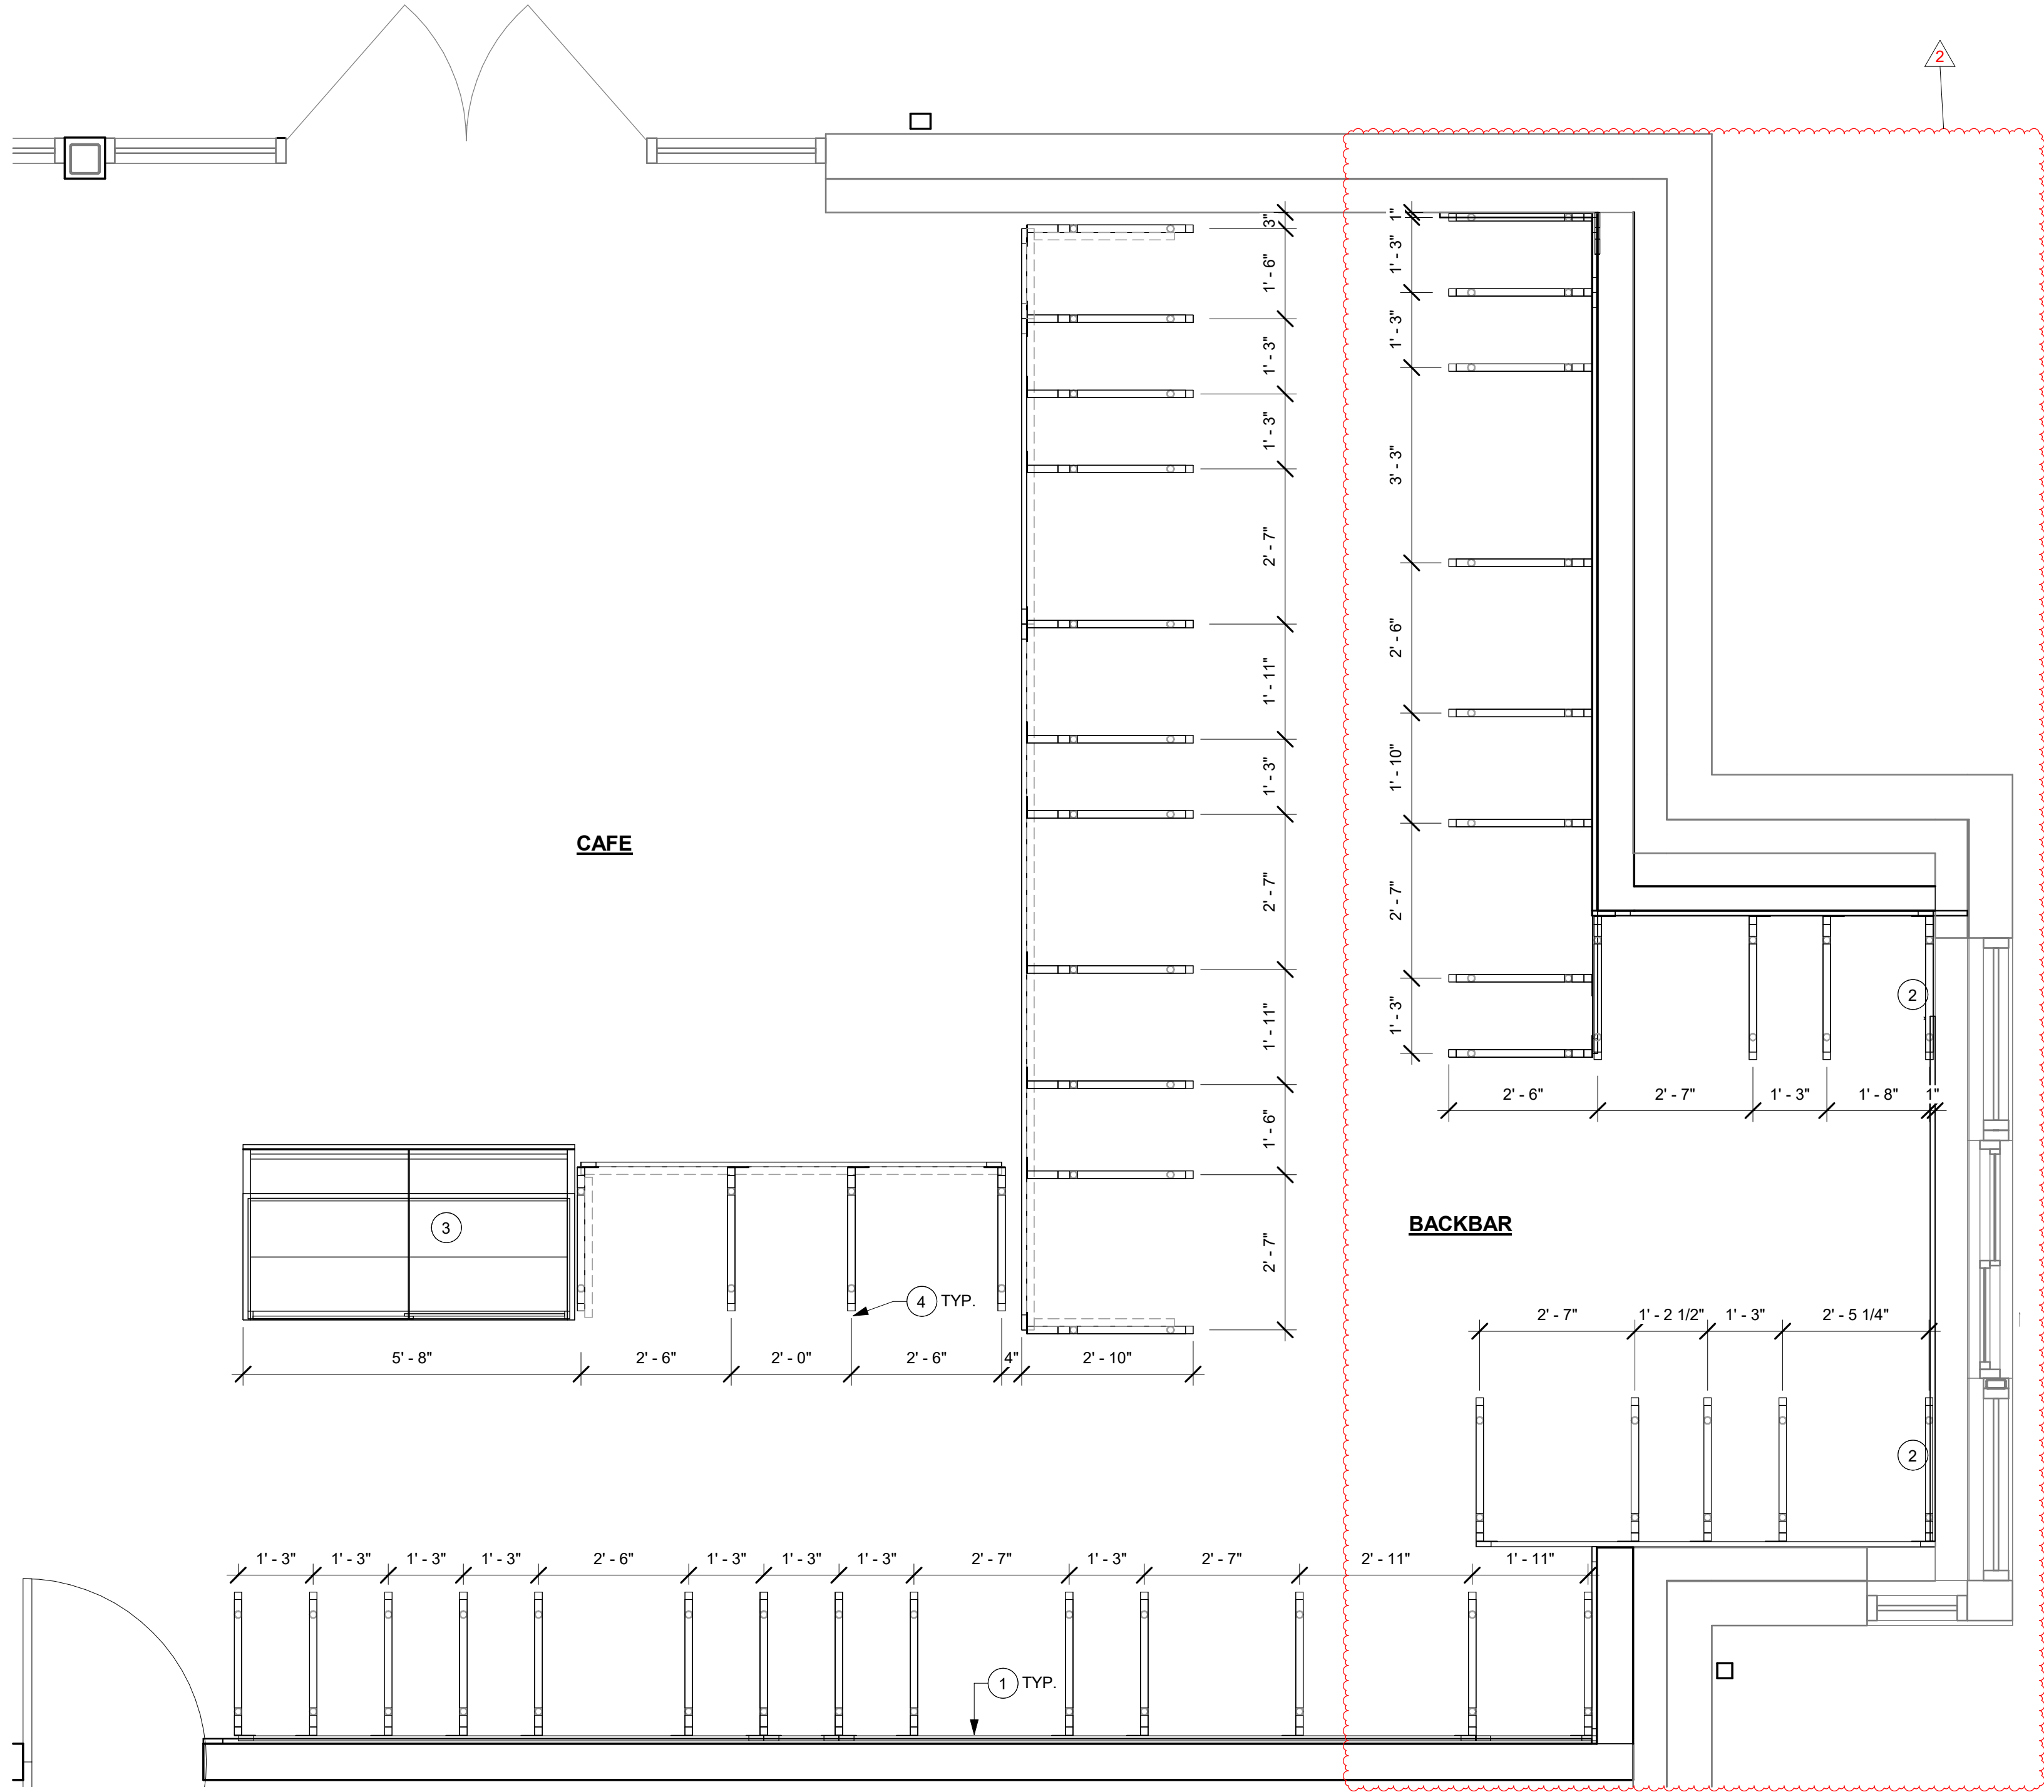 2
3"
1' - 6"
1' - 3"
1' - 3"
2' - 7"
1' - 11"
1' - 3"
2' - 7"
1' - 11"
1' - 6"
2' - 7"
1"
1' - 3"
1' - 3"
3' - 3"
2' - 6"
1' - 10"
2' - 7"
1' - 3"
CAFE
2
2' - 6"
2' - 7"
1' - 3"
1' - 8"
1"
3
BACKBAR
4 TYP.
5' - 8"
2' - 6"
2' - 0"
2' - 6"
4"
2' - 10"
2' - 7"
1' - 2 1/2"
1' - 3"
2' - 5 1/4"
2
1' - 3"
1' - 3"
1' - 3"
1' - 3"
2' - 6"
1' - 3"
1' - 3"
1' - 3"
2' - 7"
1' - 3"
2' - 7"
2' - 11"
1' - 11"
1 TYP.